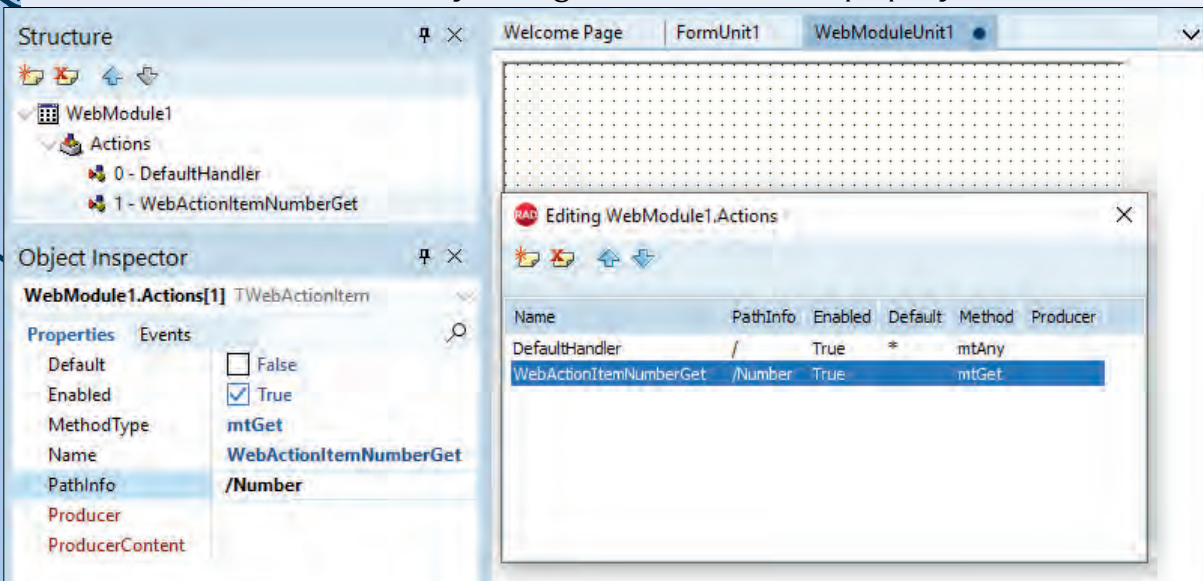 Structure
WebModule1
Actions
0 - DefaultHandler
1 - WebActionItemNumberGet
Object Inspector
WebModule1.Actions[1] TWebActionItem
Properties Events
Default False
Enabled True
MethodType mtGet
Name WebActionItemNumberGet
PathInfo /Number
Producer
ProducerContent
Welcome Page FormUnit1 WebModuleUnit1
RAD Editing WebModule1.Actions
Name PathInfo Enabled Default Method Producer
DefaultHandler / True * mtAny
WebActionItemNumberGet /Number True mtGet